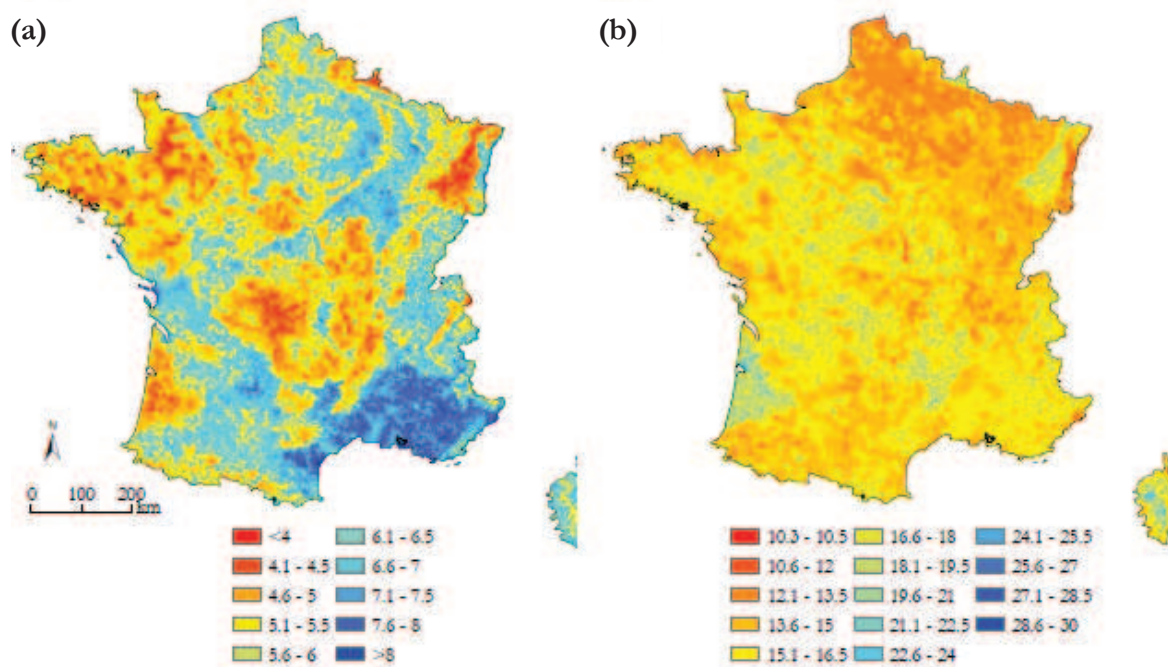 (a)
(b)
N
0 100 200
km
<4
4.1 - 4.5
4.6 - 5
5.1 - 5.5
5.6 - 6
6.1 - 6.5
6.6 - 7
7.1 - 7.5
7.6 - 8
>8
10.3 - 10.5
10.6 - 12
12.1 - 13.5
13.6 - 15
15.1 - 16.5
16.6 - 18
18.1 - 19.5
19.6 - 21
21.1 - 22.5
22.6 - 24
24.1 - 25.5
25.6 - 27
27.1 - 28.5
28.6 - 30